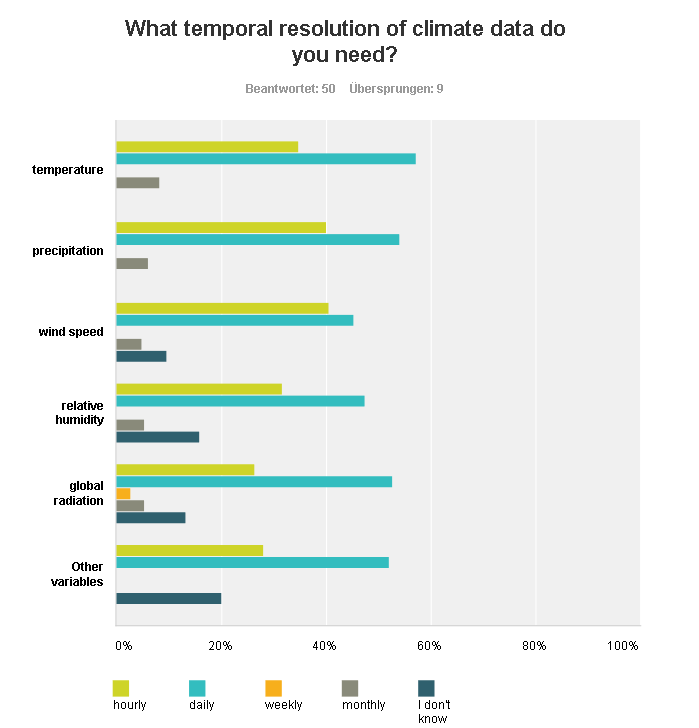 What temporal resolution of climate data do
you need?
Beantwortet: 50 Übersprungen: 9
temperature
precipitation
wind speed
relative
humidity
global
radiation
Other
variables
0% 20% 40% 60% 80% 100%
hourly daily weekly monthly I don't
know